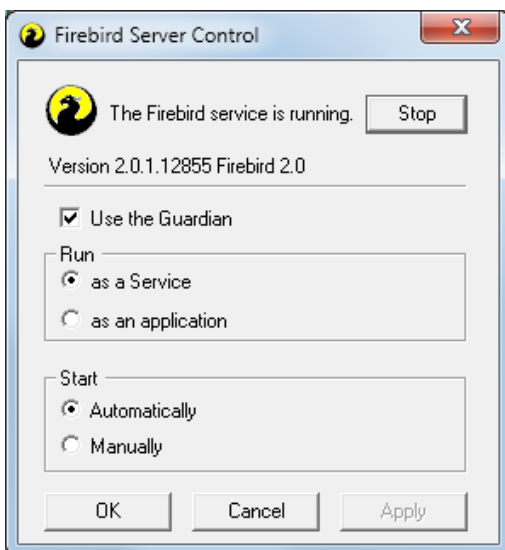 Firebird Server Control
The Firebird service is running. Stop
Version 2.0.1.12855 Firebird 2.0
Use the Guardian
Run
as a Service
as an application
Start
Automatically
Manually
OK Cancel Apply